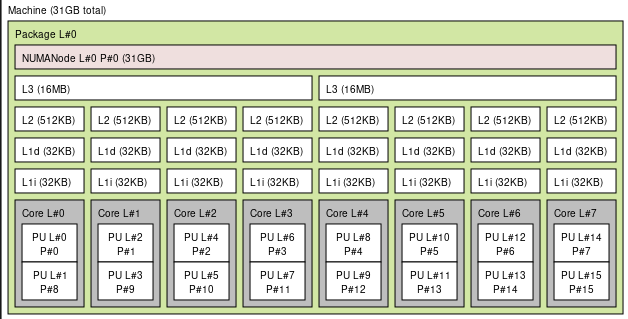 Machine (31GB total)
Package L#0
NUMANode L#0 P#0 (31GB)
L3 (16MB) L3 (16MB)
L2 (512KB) L2 (512KB) L2 (512KB) L2 (512KB) L2 (512KB) L2 (512KB) L2 (512KB) L2 (512KB)
L1d (32KB) L1d (32KB) L1d (32KB) L1d (32KB) L1d (32KB) L1d (32KB) L1d (32KB) L1d (32KB)
L1i (32KB) L1i (32KB) L1i (32KB) L1i (32KB) L1i (32KB) L1i (32KB) L1i (32KB) L1i (32KB)
Core L#0 Core L#1 Core L#2 Core L#3 Core L#4 Core L#5 Core L#6 Core L#7
PU L#0 PU L#2 PU L#4 PU L#6 PU L#8 PU L#10 PU L#12 PU L#14
P#0 P#1 P#2 P#3 P#4 P#5 P#6 P#7
PU L#1 PU L#3 PU L#5 PU L#7 PU L#9 PU L#11 PU L#13 PU L#15
P#8 P#9 P#10 P#11 P#12 P#13 P#14 P#15